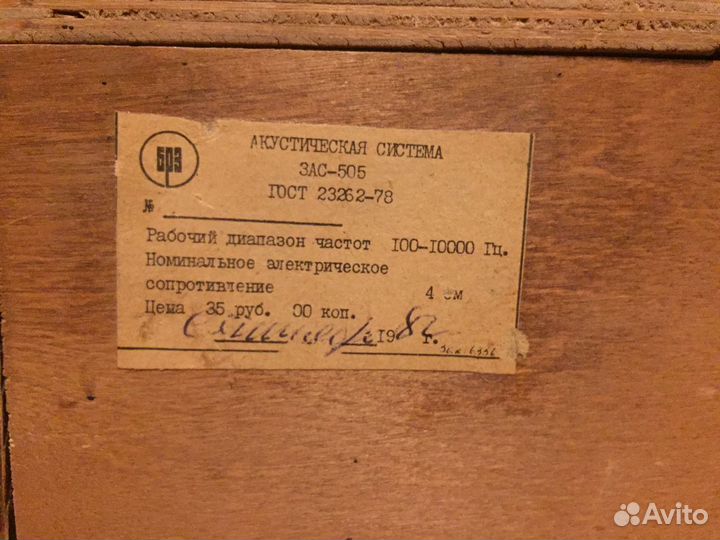 БРЗ
АКУСТИЧЕСКАЯ СИСТЕМА
ЗАС-505
ГОСТ 23262-78
№
Рабочий диапазон частот 100-10000 Гц.
Номинальное электрическое
сопротивление 4 ом
Цена 35 руб. 00 коп.
1982 г.
Avito